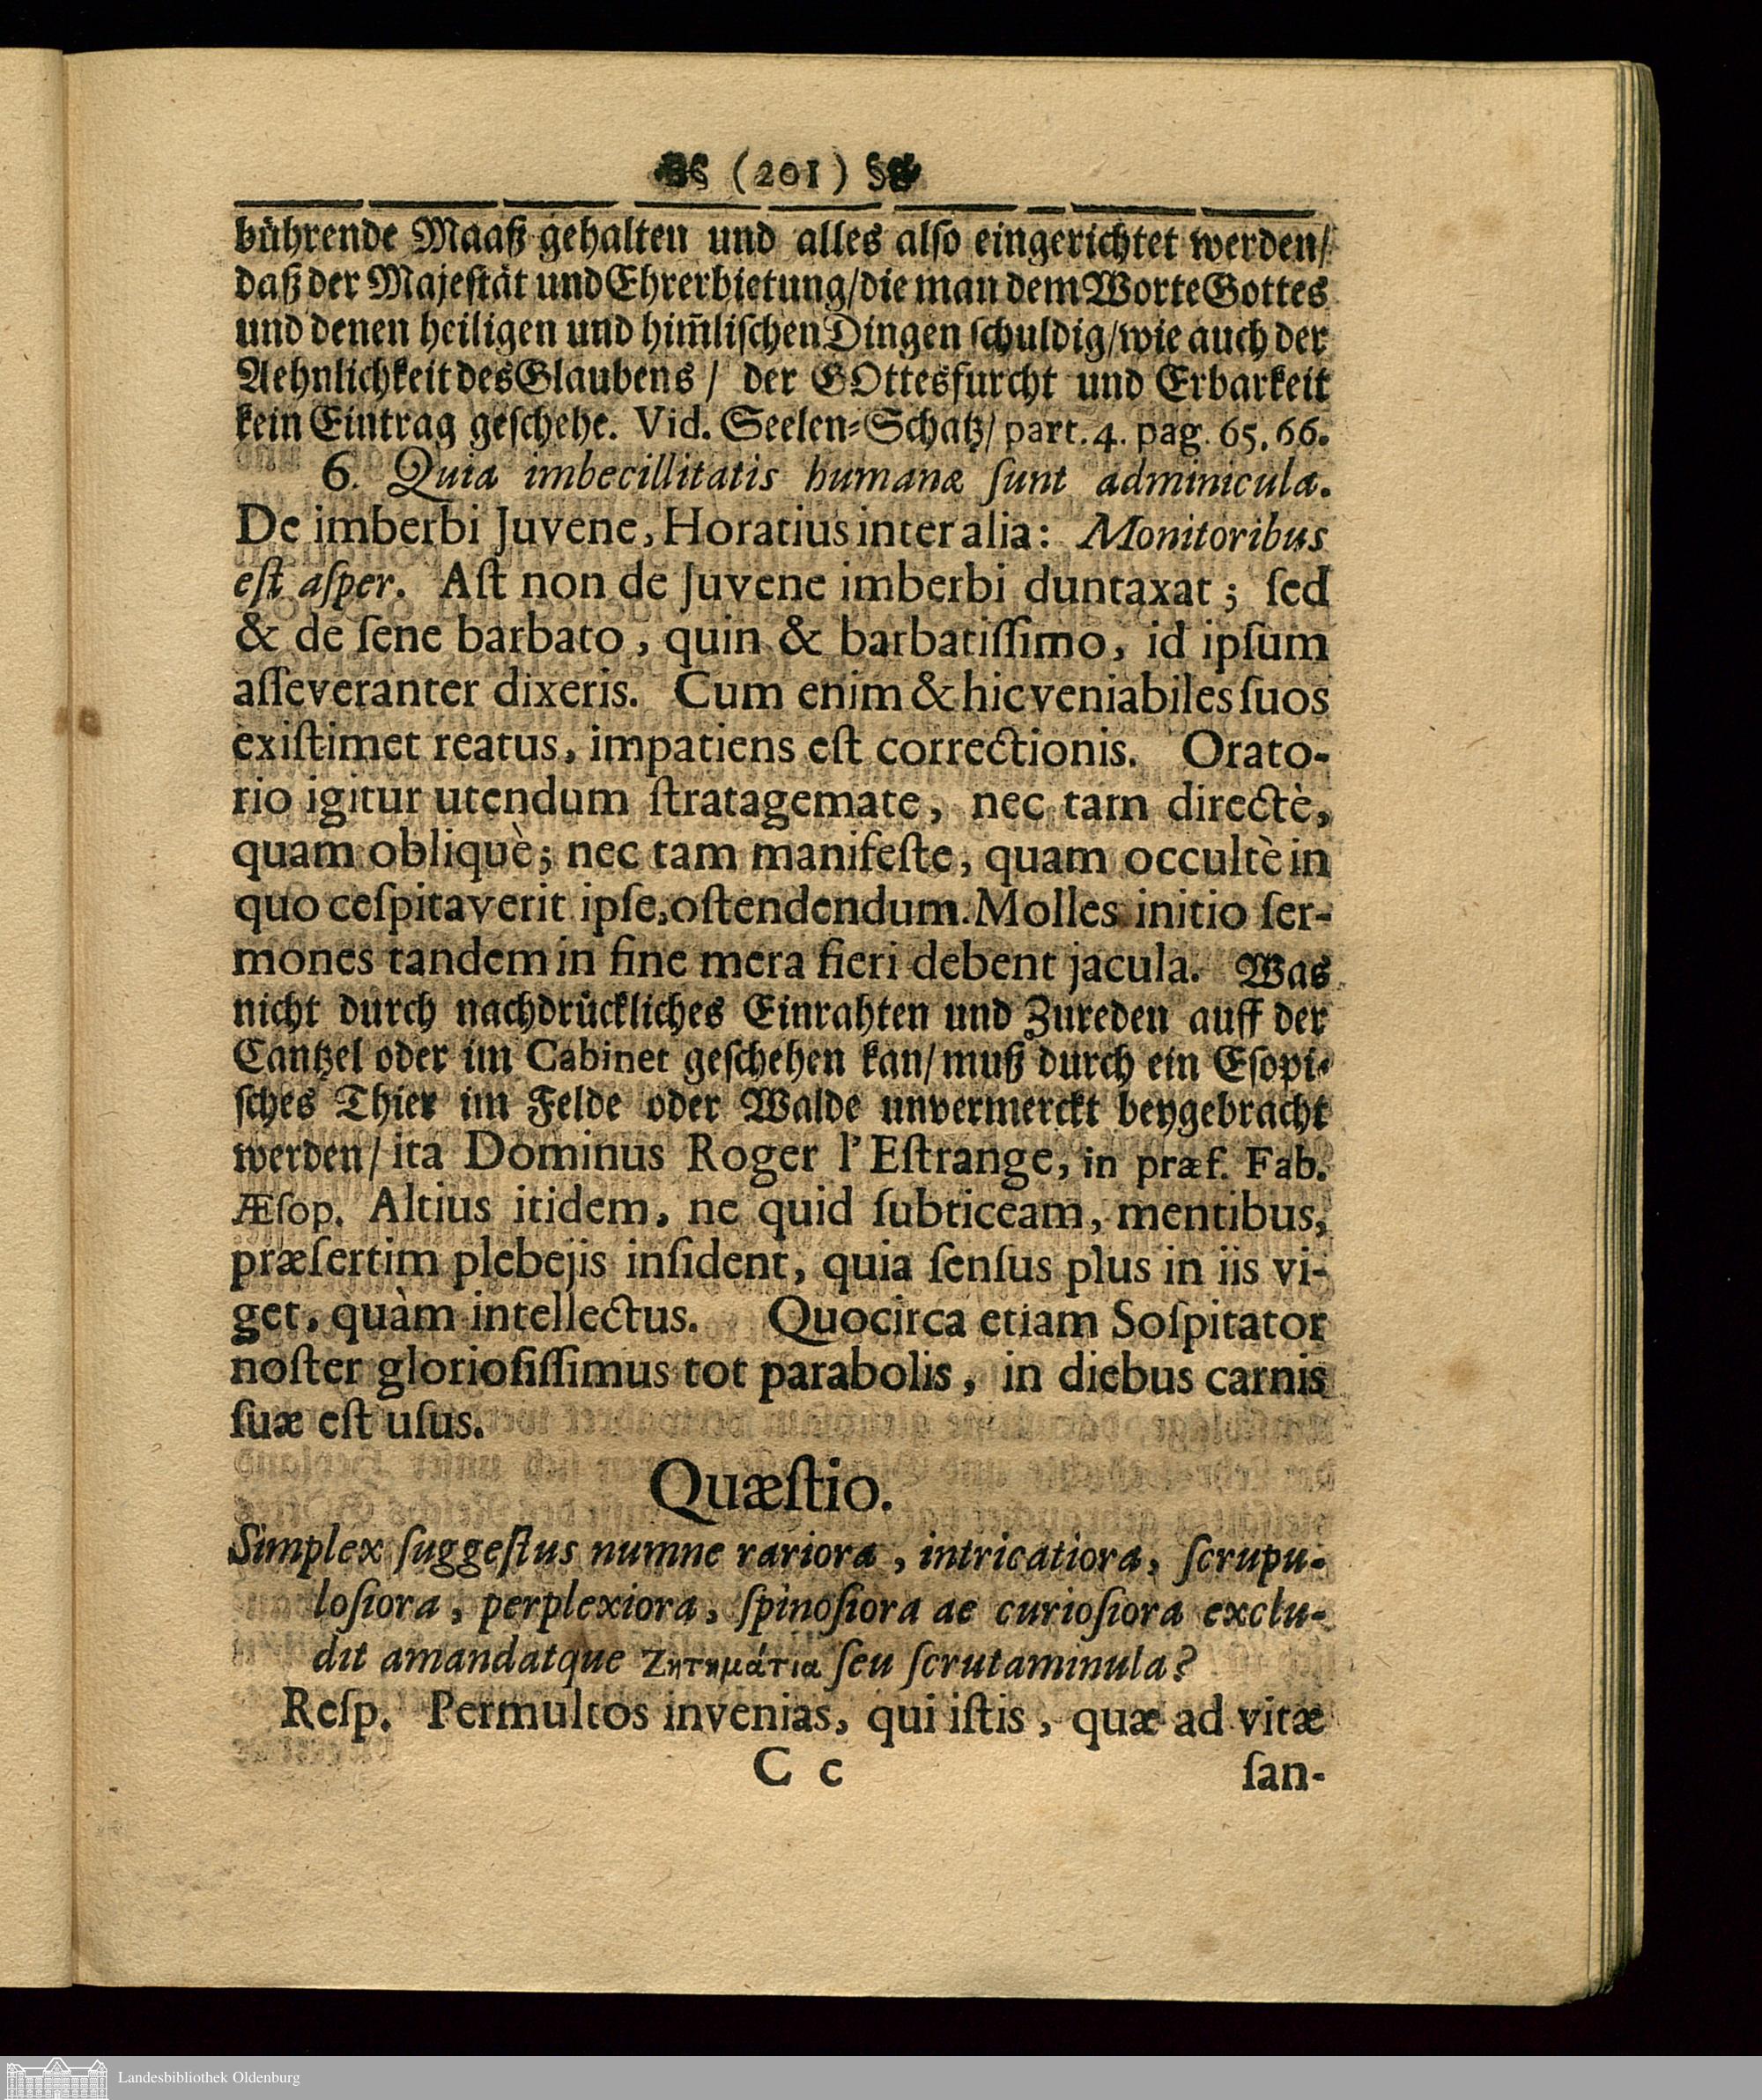 (201)
bührende Maaß gehalten und alles also eingerichtet werden/
daß der Majestät und Ehrerbietung/die man dem Worte Gottes
und denen heiligen und him̄lischen Dingen schuldig/wie auch der
Aehnlichkeit des Glaubens / der GOttesfurcht und Erbarkeit
kein Eintrag geschehe. Vid. Seelen-Schatz/ part. 4. pag. 65. 66.
6. Quia imbecillitatis humanæ ſunt adminicula.
De imberbi Juvene, Horatius inter alia: Monitoribus
eſt aſper. Aſt non de Juvene imberbi duntaxat; ſed
& de ſene barbato, quin & barbatiſſimo, id ipſum
aſſeveranter dixeris. Cum enim & hic veniabiles ſuos
exiſtimet reatus, impatiens eſt correctionis. Orato-
rio igitur utendum ſtratagemate, nec tam directè,
quam obliquè; nec tam manifeſte, quam occultè in
quo ceſpitaverit ipſe, oſtendendum. Molles initio ſer-
mones tandem in fine mera fieri debent jacula. Was
nicht durch nachdrückliches Einrahten und Zureden auff der
Cantzel oder im Cabinet geschehen kan/ muß durch ein Esopi-
sches Thier im Felde oder Walde unvermerckt beygebracht
werden/ ita Dominus Roger l'Eſtrange, in præf. Fab.
Æſop. Altius itidem, ne quid ſubticeam, mentibus,
præſertim plebejis inſident, quia ſenſus plus in iis vi-
get, quàm intellectus. Quocirca etiam Soſpitator
noſter glorioſiſſimus tot parabolis, in diebus carnis
ſuæ eſt uſus.
Quæſtio.
Simplex ſuggeſtus numne rariora, intricatiora, ſcrupu-
loſiora, perplexiora, ſpinoſiora ac curioſiora exclu-
dit amandatque Ζητημάτια ſeu ſcrutaminula?
Reſp. Permultos invenias, qui iſtis, quæ ad vitæ
C c
ſan-
Landesbibliothek Oldenburg